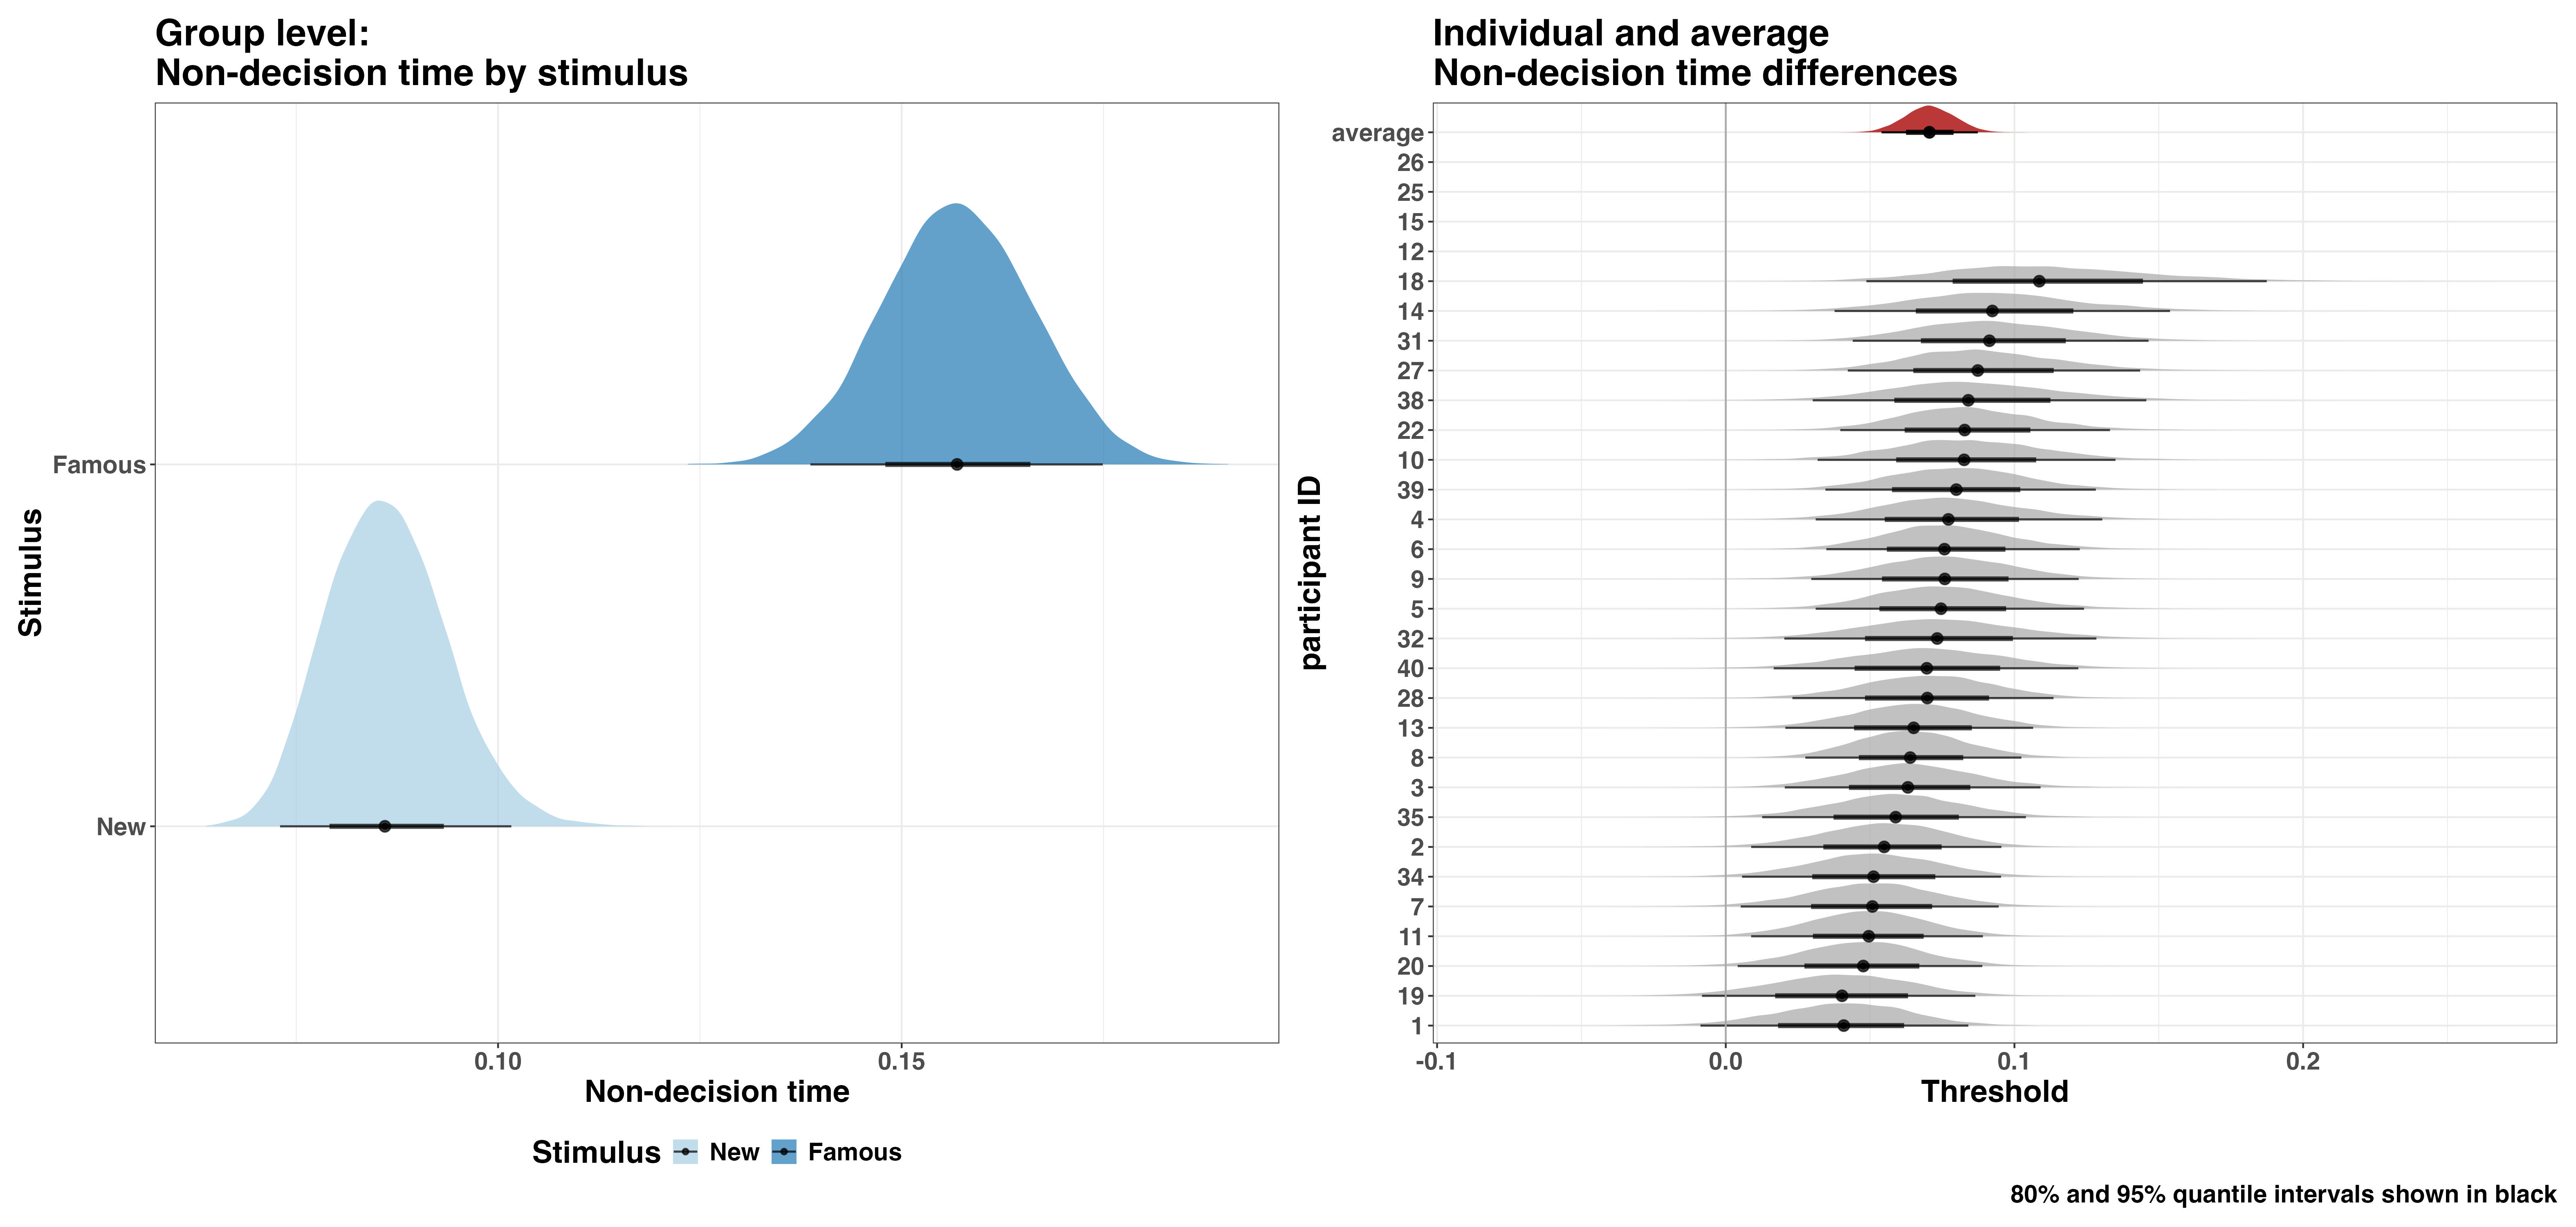 Group level:
Non-decision time by stimulus
Stimulus
Famous
New
0.10
0.15
Non-decision time
Stimulus
New
Famous
Individual and average
Non-decision time differences
participant ID
average
26
25
15
12
18
14
31
27
38
22
10
39
4
6
9
5
32
40
28
13
8
3
35
2
34
7
11
20
19
1
-0.1
0.0
0.1
0.2
Threshold
80% and 95% quantile intervals shown in black